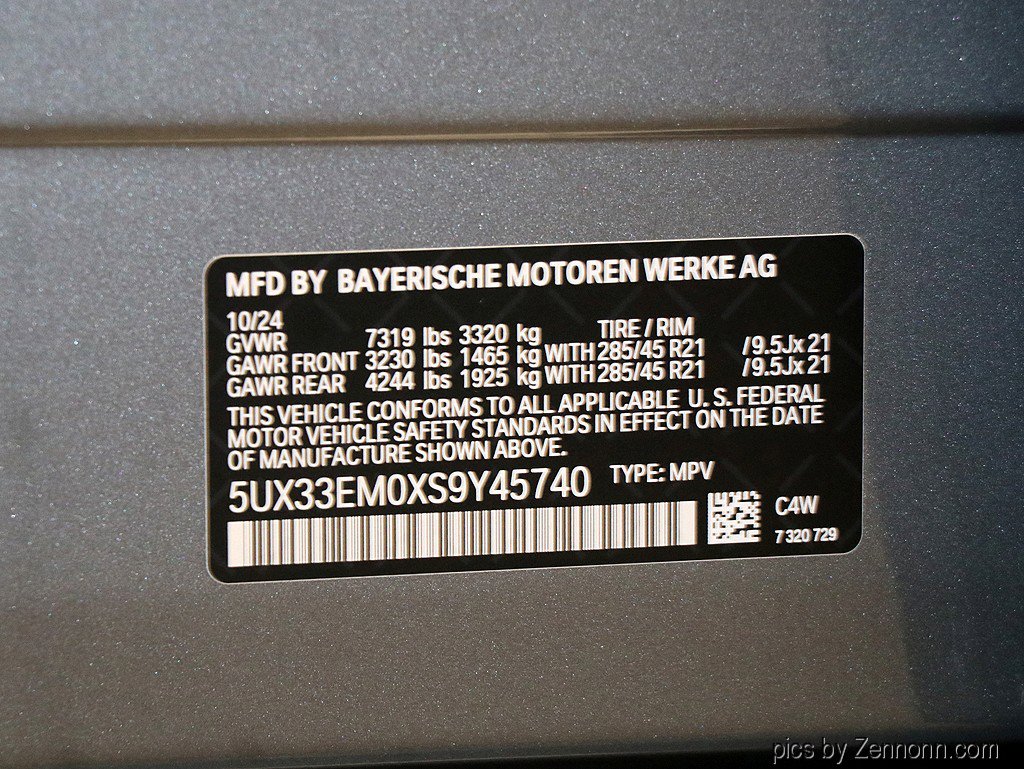 MFD BY BAYERISCHE MOTOREN WERKE AG
10/24 TIRE / RIM
GVWR 7319 lbs 3320 kg
GAWR FRONT 3230 lbs 1465 kg WITH 285/45 R21 /9.5Jx 21
GAWR REAR 4244 lbs 1925 kg WITH 285/45 R21 /9.5Jx 21
THIS VEHICLE CONFORMS TO ALL APPLICABLE U. S. FEDERAL
MOTOR VEHICLE SAFETY STANDARDS IN EFFECT ON THE DATE
OF MANUFACTURE SHOWN ABOVE.
5UX33EM0XS9Y45740 TYPE: MPV
C4W
7 320 729
pics by Zennonn.com